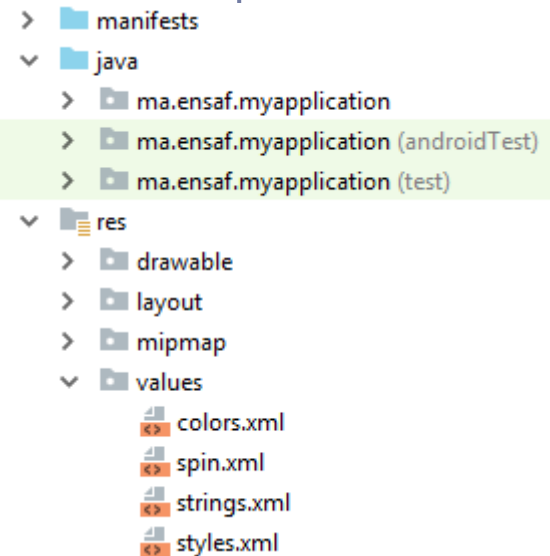 manifests
java
ma.ensaf.myapplication
ma.ensaf.myapplication (androidTest)
ma.ensaf.myapplication (test)
res
drawable
layout
mipmap
values
colors.xml
spin.xml
strings.xml
styles.xml